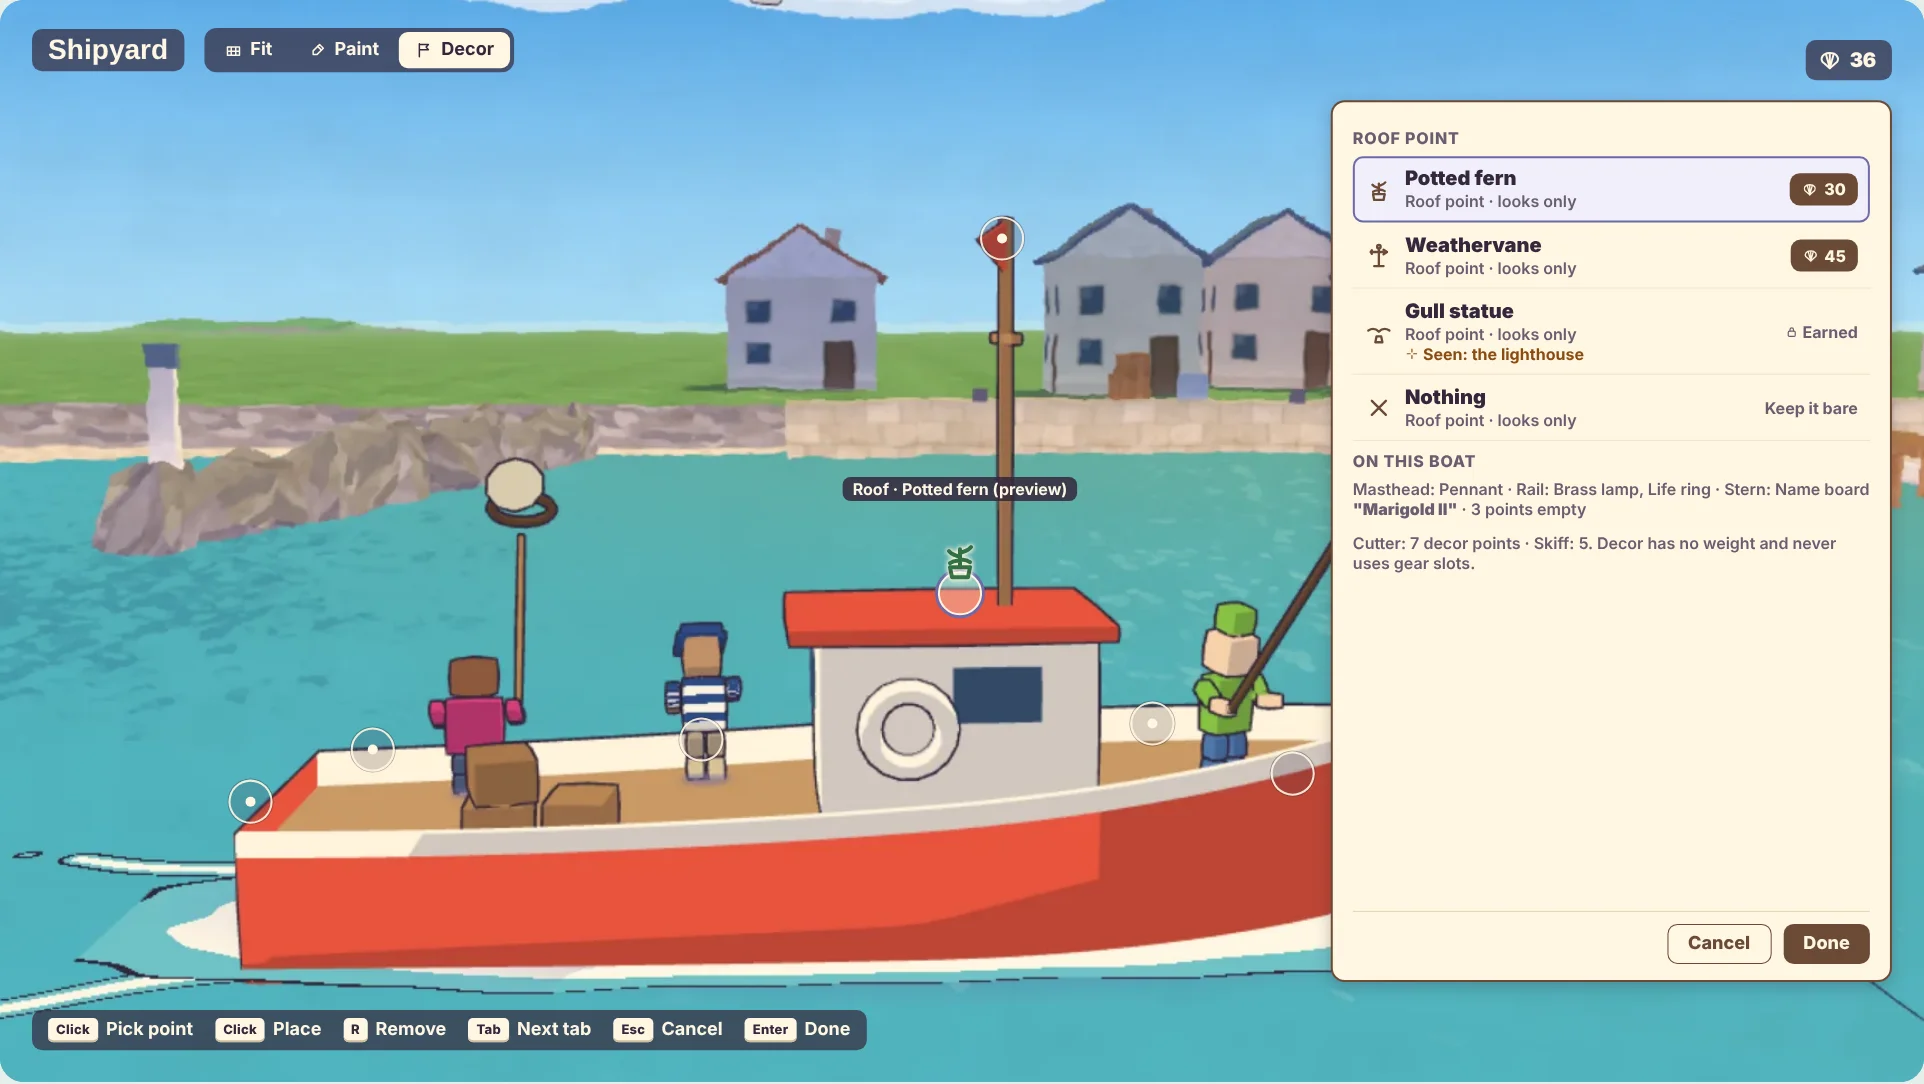 Shipyard
Fit
Paint
Decor
36
ROOF POINT
Potted fern
Roof point · looks only
30
Weathervane
Roof point · looks only
45
Gull statue
Roof point · looks only
Seen: the lighthouse
Earned
Nothing
Roof point · looks only
Keep it bare
ON THIS BOAT
Masthead: Pennant · Rail: Brass lamp, Life ring · Stern: Name board
"Marigold II" · 3 points empty
Cutter: 7 decor points · Skiff: 5. Decor has no weight and never
uses gear slots.
Roof · Potted fern (preview)
Cancel
Done
Click Pick point Click Place R Remove Tab Next tab Esc Cancel Enter Done